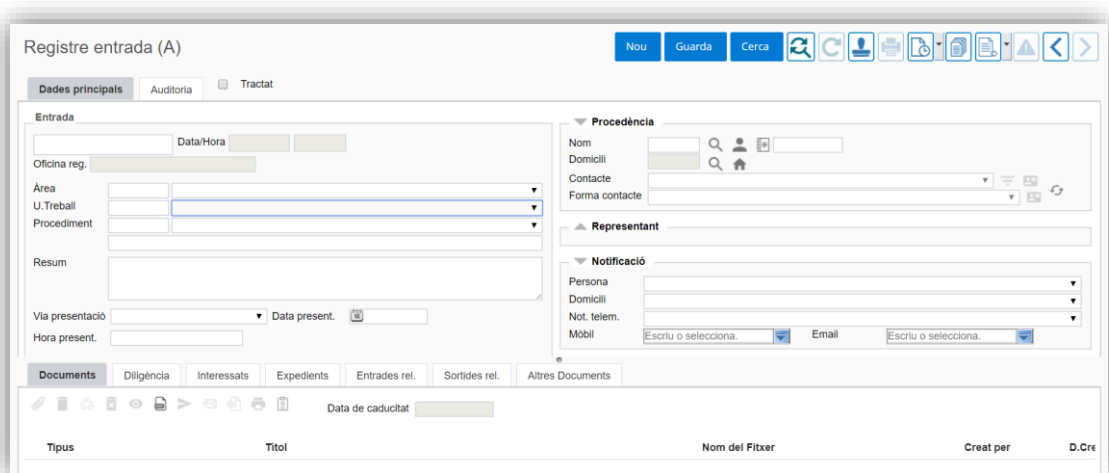 Registre entrada (A)
Nou Guarda Cerca
Dades principals Auditoria Tractat
Entrada
Data/Hora
Oficina reg.
Àrea
U.Treball
Procediment
Resum
Via presentació Data present.
Hora present.
Procedència
Nom
Domicili
Contacte
Forma contacte
Representant
Notificació
Persona
Domicili
Not. telem.
Mòbil Escriu o selecciona. Email Escriu o selecciona.
Documents Diligència Interessats Expedients Entrades rel. Sortides rel. Altres Documents
Data de caducitat
Tipus Títol Nom del Fitxer Creat per D.Cre